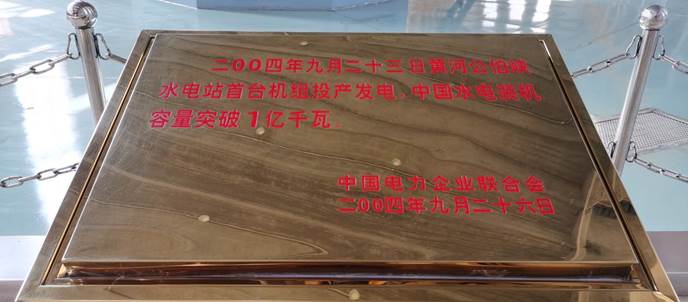 二00四年九月二十三日黄河公伯峡
水电站首台机组投产发电，中国水电装机
容量突破1亿千瓦。
中国电力企业联合会
二00四年九月二十六日